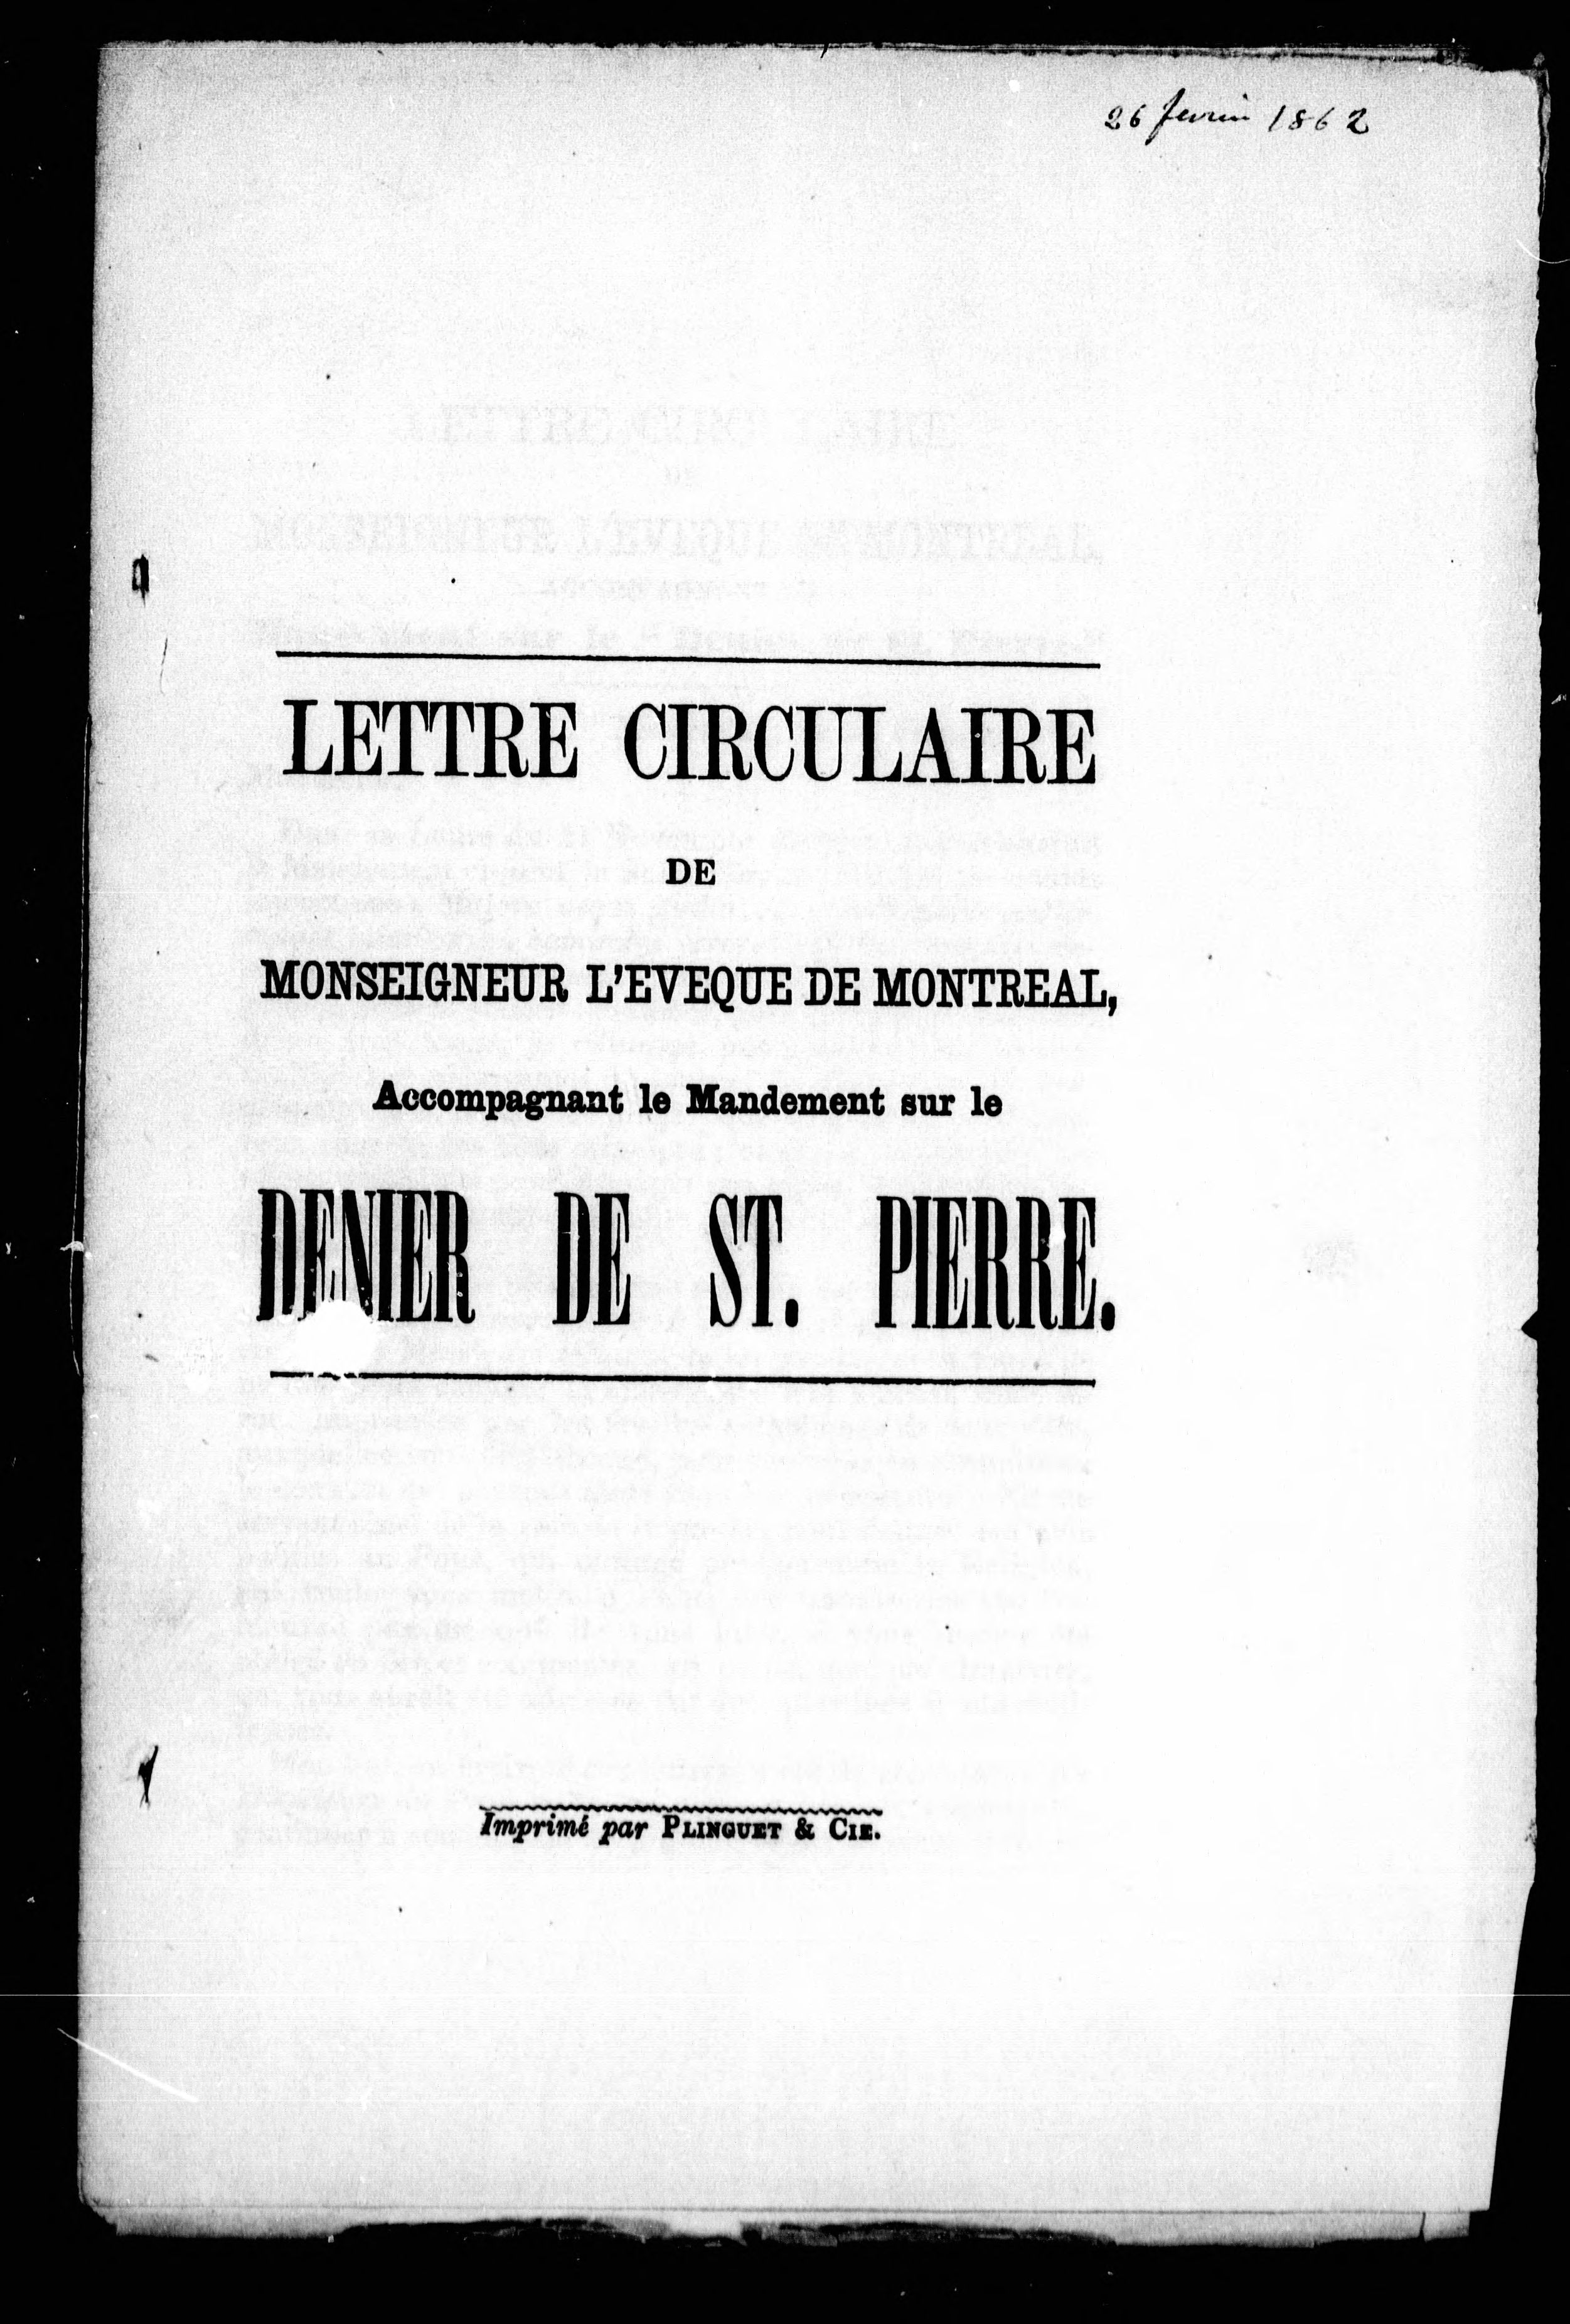 26 fevrier 1862
LETTRE CIRCULAIRE
DE
MONSEIGNEUR L'EVEQUE DE MONTREAL,
Accompagnant le Mandement sur le
DENIER DE ST. PIERRE.
Imprimé par PLINGUET & CIE.